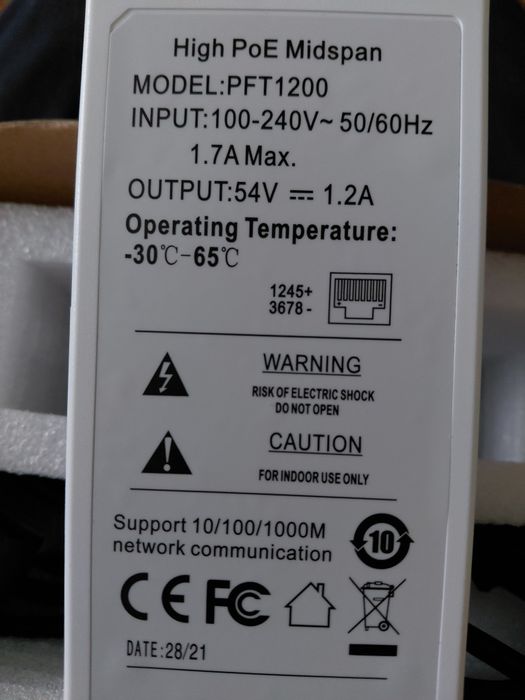 High PoE Midspan
MODEL:PFT1200
INPUT:100-240V~ 50/60Hz
1.7A Max.
OUTPUT:54V ⎓ 1.2A
Operating Temperature:
-30℃-65℃
1245+
3678 -
WARNING
RISK OF ELECTRIC SHOCK
DO NOT OPEN
CAUTION
FOR INDOOR USE ONLY
Support 10/100/1000M
network communication
10
CE FC
DATE:28/21